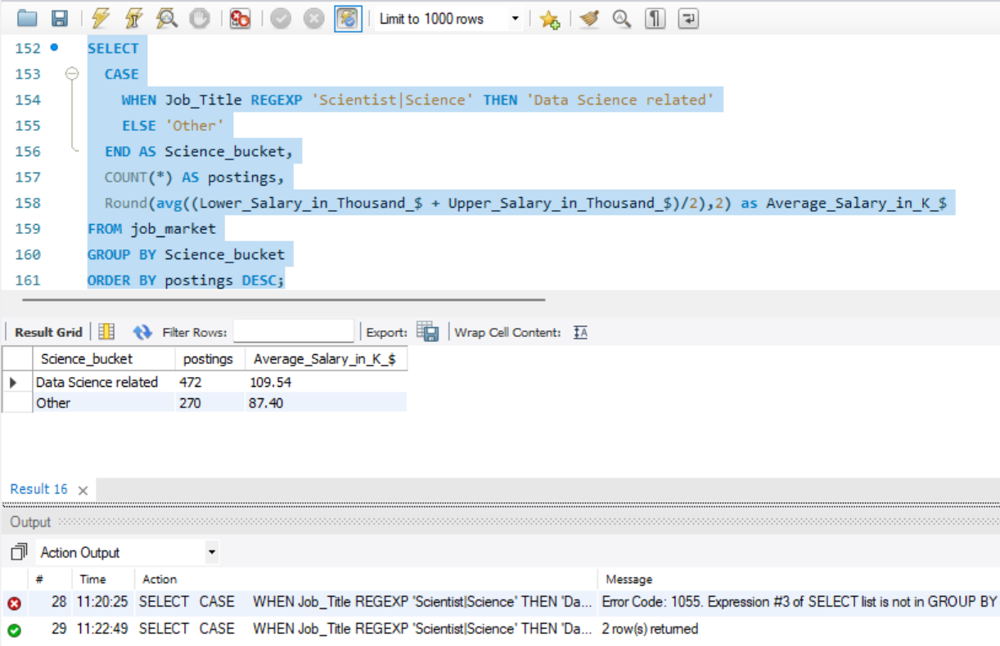 Limit to 1000 rows
152 SELECT
153 CASE
154 WHEN Job_Title REGEXP 'Scientist|Science' THEN 'Data Science related'
155 ELSE 'Other'
156 END AS Science_bucket,
157 COUNT(*) AS postings,
158 Round(avg((Lower_Salary_in_Thousand_$ + Upper_Salary_in_Thousand_$)/2),2) as Average_Salary_in_K_$
159 FROM job_market
160 GROUP BY Science_bucket
161 ORDER BY postings DESC;
Result Grid Filter Rows: Export: Wrap Cell Content: IA
Science_bucket postings Average_Salary_in_K_$
Data Science related 472 109.54
Other 270 87.40
Result 16
Output
Action Output
# Time Action Message
28 11:20:25 SELECT CASE WHEN Job_Title REGEXP 'Scientist|Science' THEN 'Da... Error Code: 1055. Expression #3 of SELECT list is not in GROUP BY
29 11:22:49 SELECT CASE WHEN Job_Title REGEXP 'Scientist|Science' THEN 'Da... 2 row(s) returned